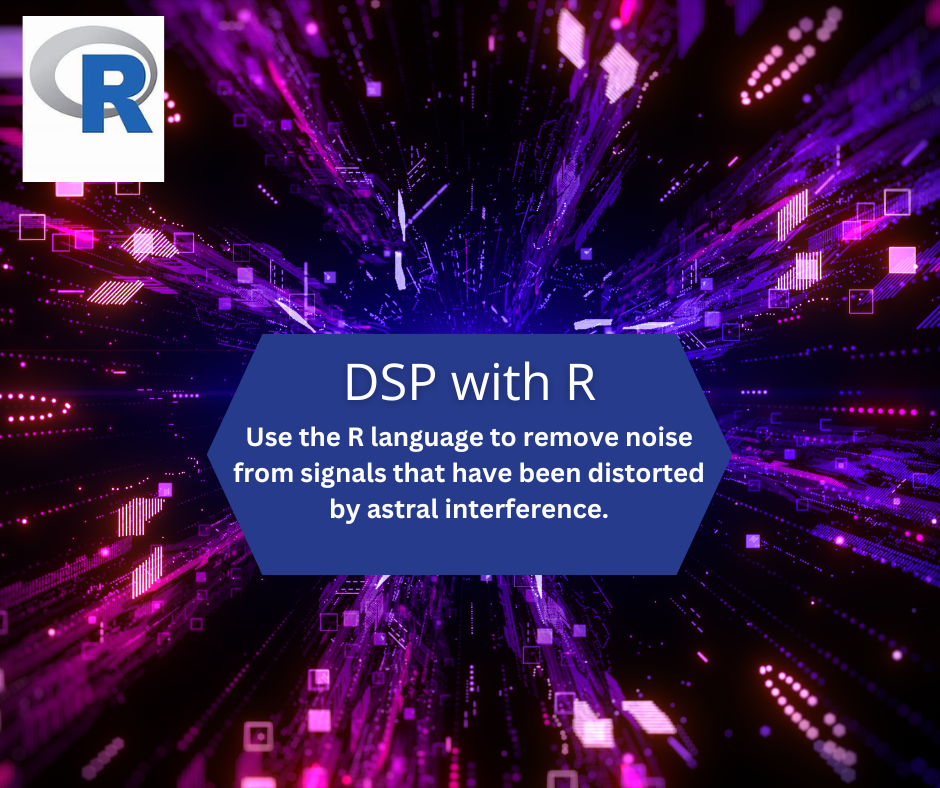 R
DSP with R
Use the R language to remove noise
from signals that have been distorted
by astral interference.